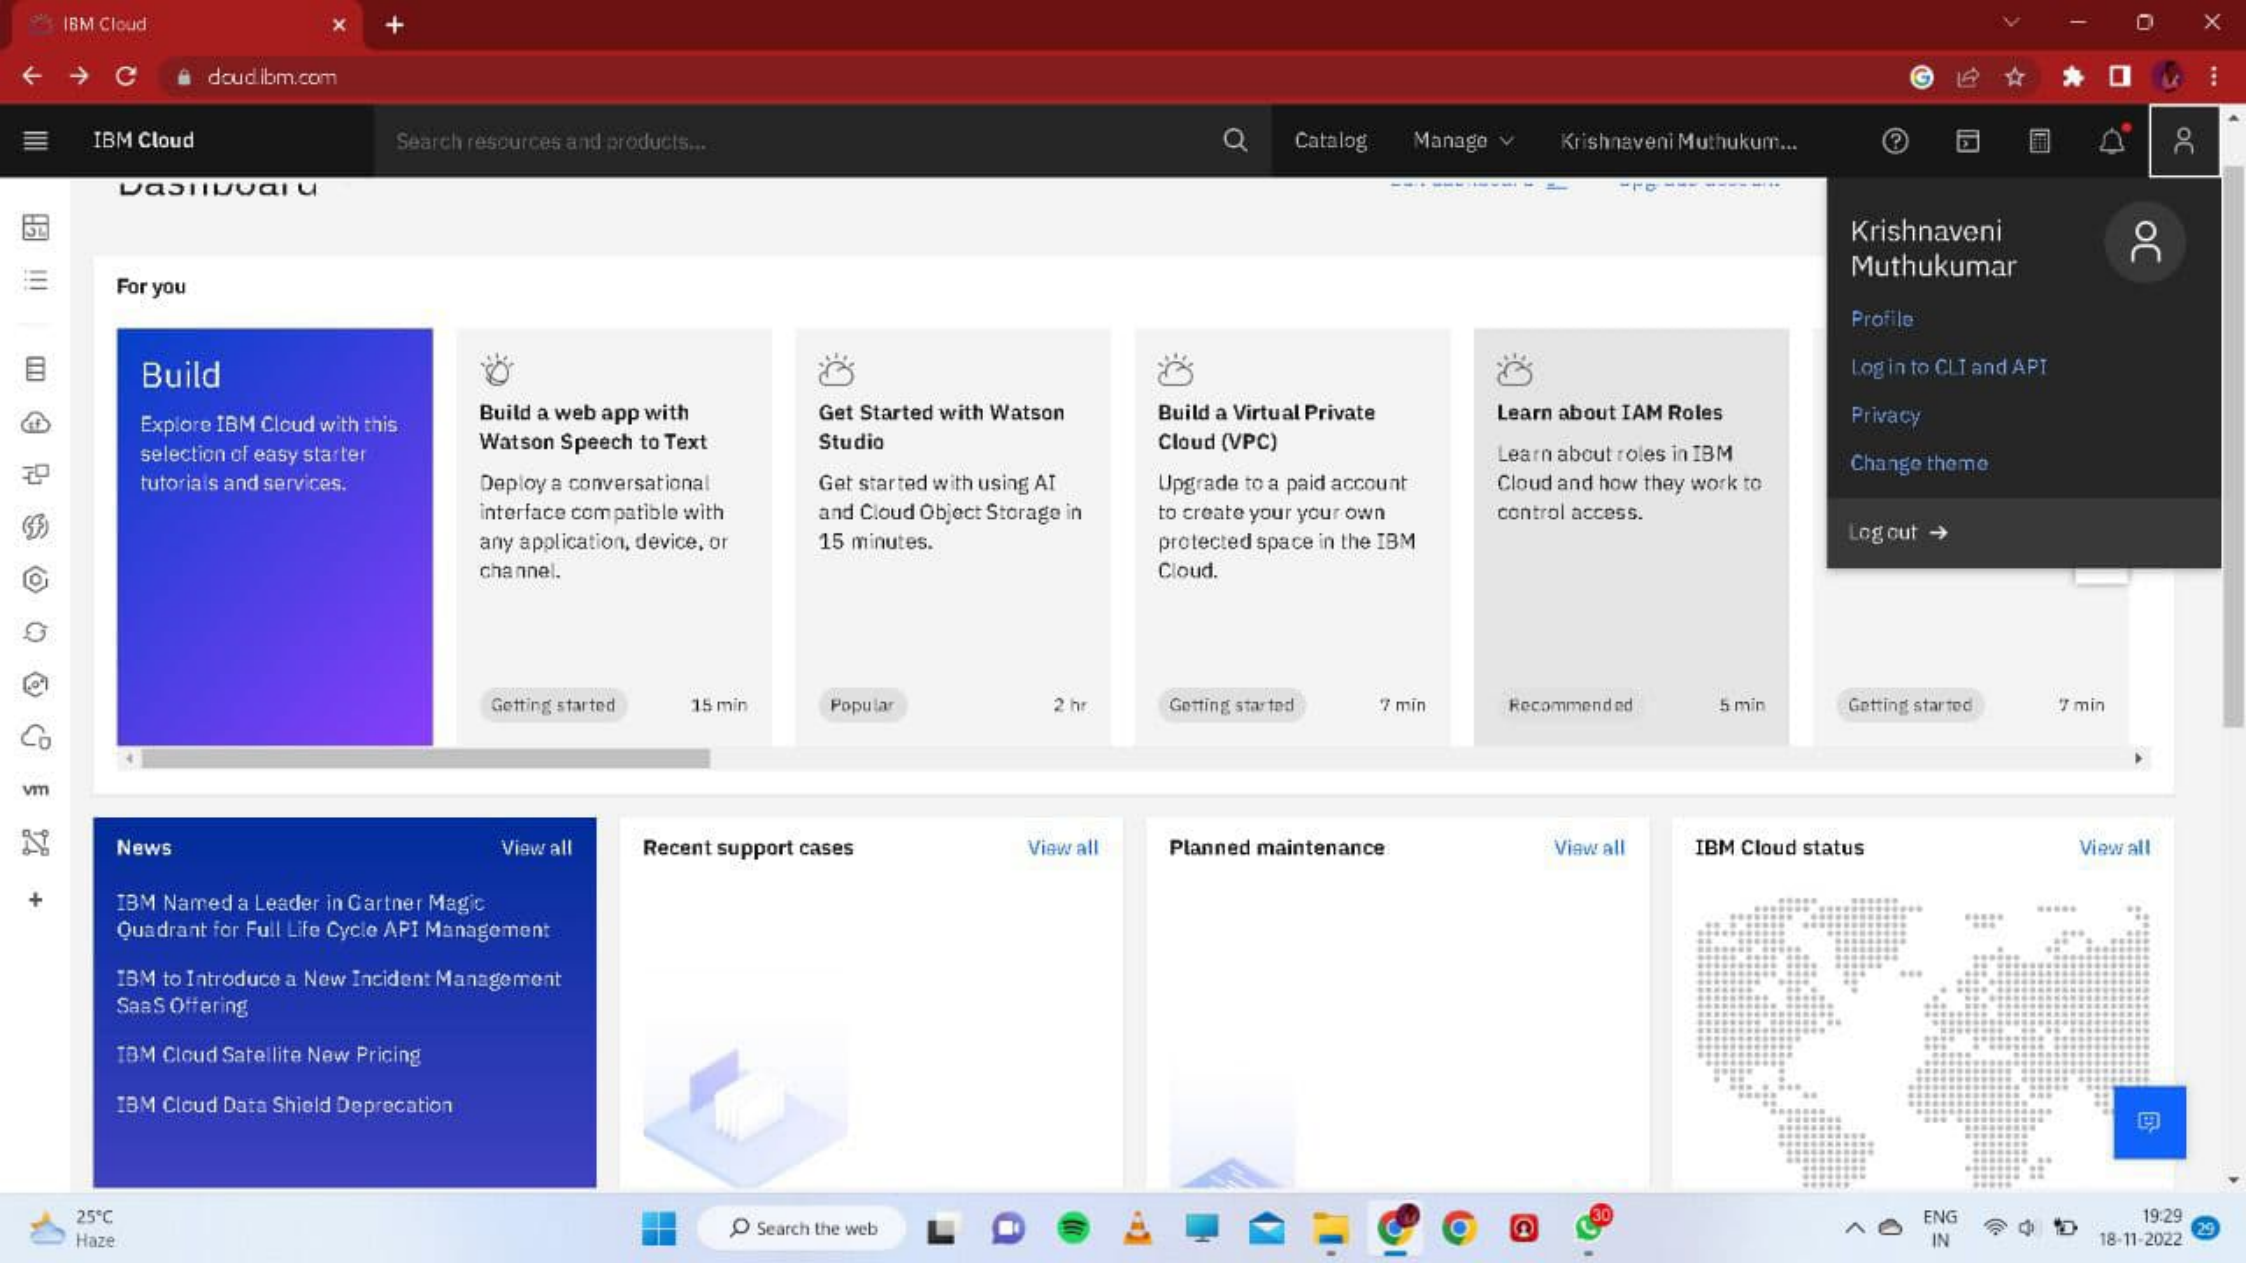 IBM Cloud
cloud.ibm.com
IBM Cloud
Search resources and products...
Catalog
Manage
Krishnaveni Muthukum...
Dashboard
Krishnaveni
Muthukumar
Profile
Log in to CLI and API
Privacy
Change theme
Log out →
For you
Build
Explore IBM Cloud with this
selection of easy starter
tutorials and services.
Build a web app with
Watson Speech to Text
Deploy a conversational
interface compatible with
any application, device, or
channel.
Getting started
15 min
Get Started with Watson
Studio
Get started with using AI
and Cloud Object Storage in
15 minutes.
Popular
2 hr
Build a Virtual Private
Cloud (VPC)
Upgrade to a paid account
to create your your own
protected space in the IBM
Cloud.
Getting started
7 min
Learn about IAM Roles
Learn about roles in IBM
Cloud and how they work to
control access.
Recommended
5 min
Getting started
7 min
vm
News
View all
IBM Named a Leader in Gartner Magic
Quadrant for Full Life Cycle API Management
IBM to Introduce a New Incident Management
SaaS Offering
IBM Cloud Satellite New Pricing
IBM Cloud Data Shield Deprecation
Recent support cases
View all
Planned maintenance
View all
IBM Cloud status
View all
25°C
Haze
Search the web
30
ENG
IN
19:29
18-11-2022
29